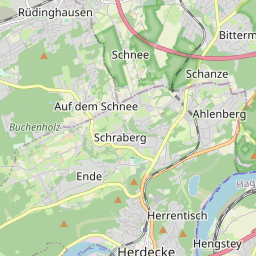 Rüdinghausen
Bitterm
Schnee
Schanze
Auf dem Schnee
Ahlenberg
Buchenholz
Schraberg
Ende
Hag
Herrentisch
Hengstey
Herdecke